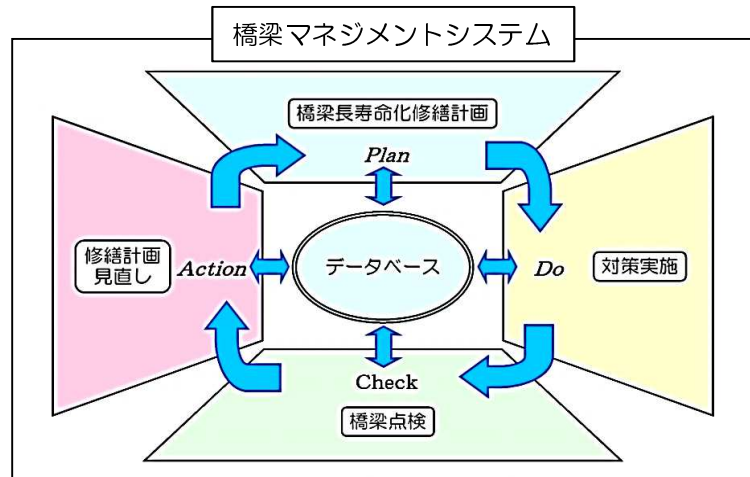 橋梁マネジメントシステム
橋梁長寿命化修繕計画
Plan
修繕計画
見直し
Action
データベース
Do
対策実施
Check
橋梁点検